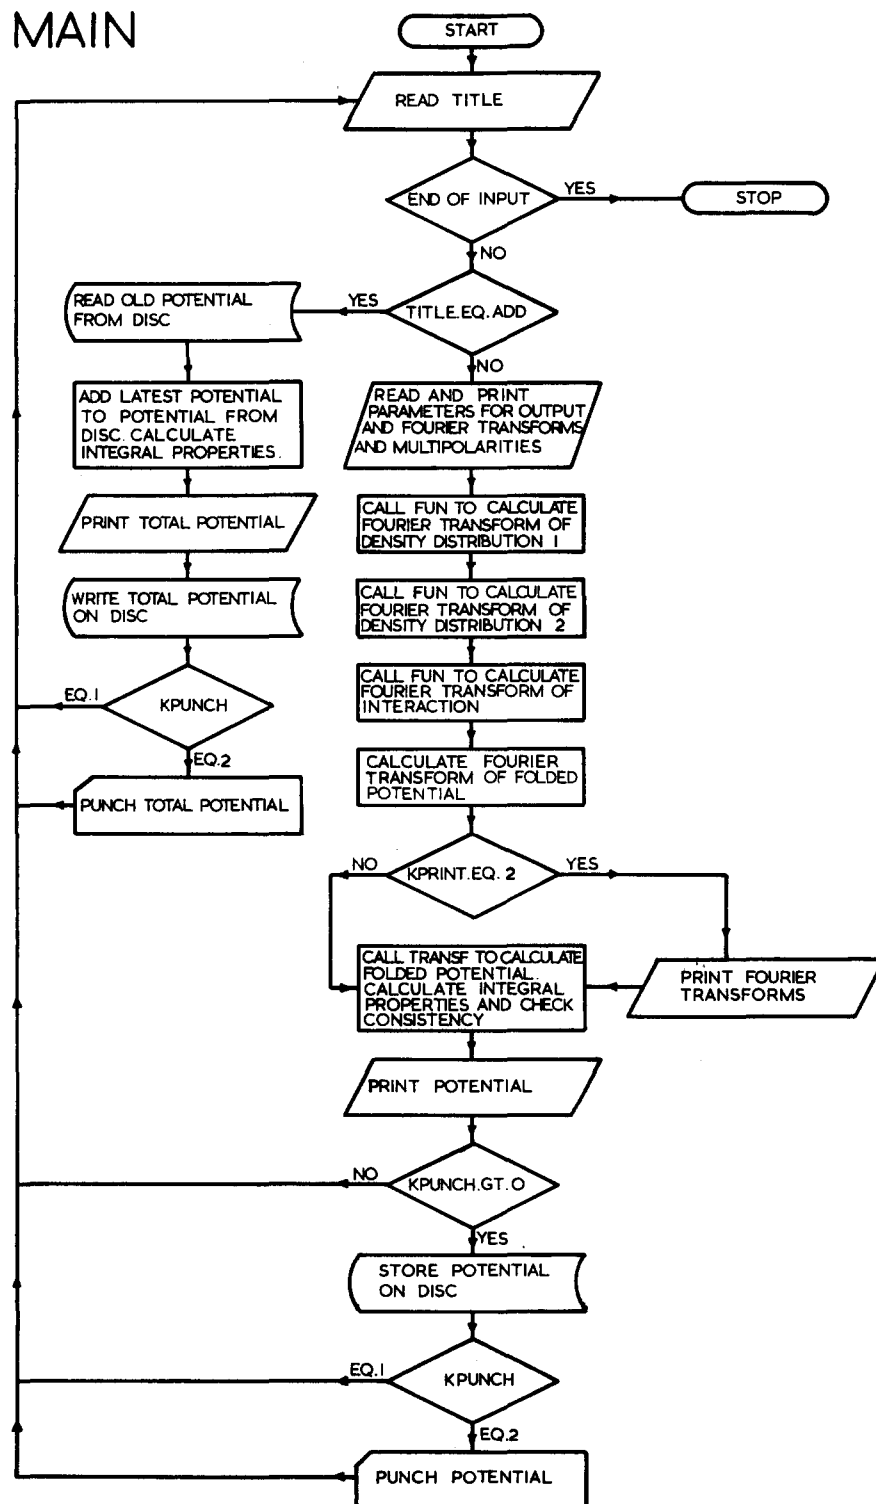 MAIN
START
READ TITLE
END OF INPUT
YES
STOP
NO
TITLE.EQ.ADD
YES
READ OLD POTENTIAL
FROM DISC
NO
ADD LATEST POTENTIAL
TO POTENTIAL FROM
DISC. CALCULATE
INTEGRAL PROPERTIES.
PRINT TOTAL POTENTIAL
WRITE TOTAL POTENTIAL
ON DISC
KPUNCH
EQ.1
EQ.2
PUNCH TOTAL POTENTIAL
READ AND PRINT
PARAMETERS FOR OUTPUT
AND FOURIER TRANSFORMS
AND MULTIPOLARITIES
CALL FUN TO CALCULATE
FOURIER TRANSFORM OF
DENSITY DISTRIBUTION 1
CALL FUN TO CALCULATE
FOURIER TRANSFORM OF
DENSITY DISTRIBUTION 2
CALL FUN TO CALCULATE
FOURIER TRANSFORM OF
INTERACTION
CALCULATE FOURIER
TRANSFORM OF FOLDED
POTENTIAL
KPRINT.EQ.2
NO
YES
PRINT FOURIER
TRANSFORMS
CALL TRANSF TO CALCULATE
FOLDED POTENTIAL.
CALCULATE INTEGRAL
PROPERTIES AND CHECK
CONSISTENCY
PRINT POTENTIAL
KPUNCH.GT.0
NO
YES
STORE POTENTIAL
ON DISC
KPUNCH
EQ.1
EQ.2
PUNCH POTENTIAL